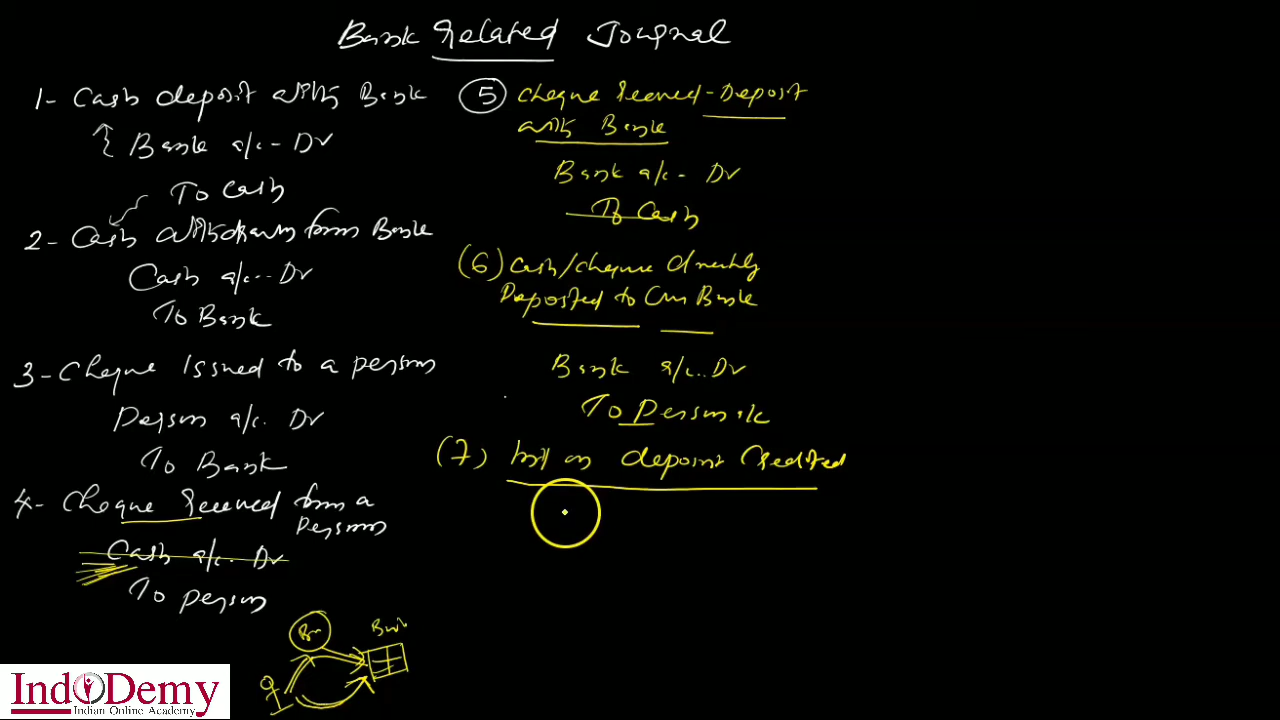 Bank Related Journal
1- Cash deposit with Bank
Bank a/c- Dr
To Cash
2- Cash withdrawn from Bank
Cash a/c.. Dr
To Bank
3- Cheque Issued to a person
Person a/c. Dr
To Bank
4- Cheque Received from a
Person
Cash a/c. Dr
To person
Bank
(5) Cheque Received-Deposit
with Bank
Bank a/c- Dr
To Cash
(6) Cash/cheque directly
Deposited to our Bank
Bank a/c.. Dr
To Person a/c
(7) Int on deposit Credited
IndoDemy
Indian Online Academy